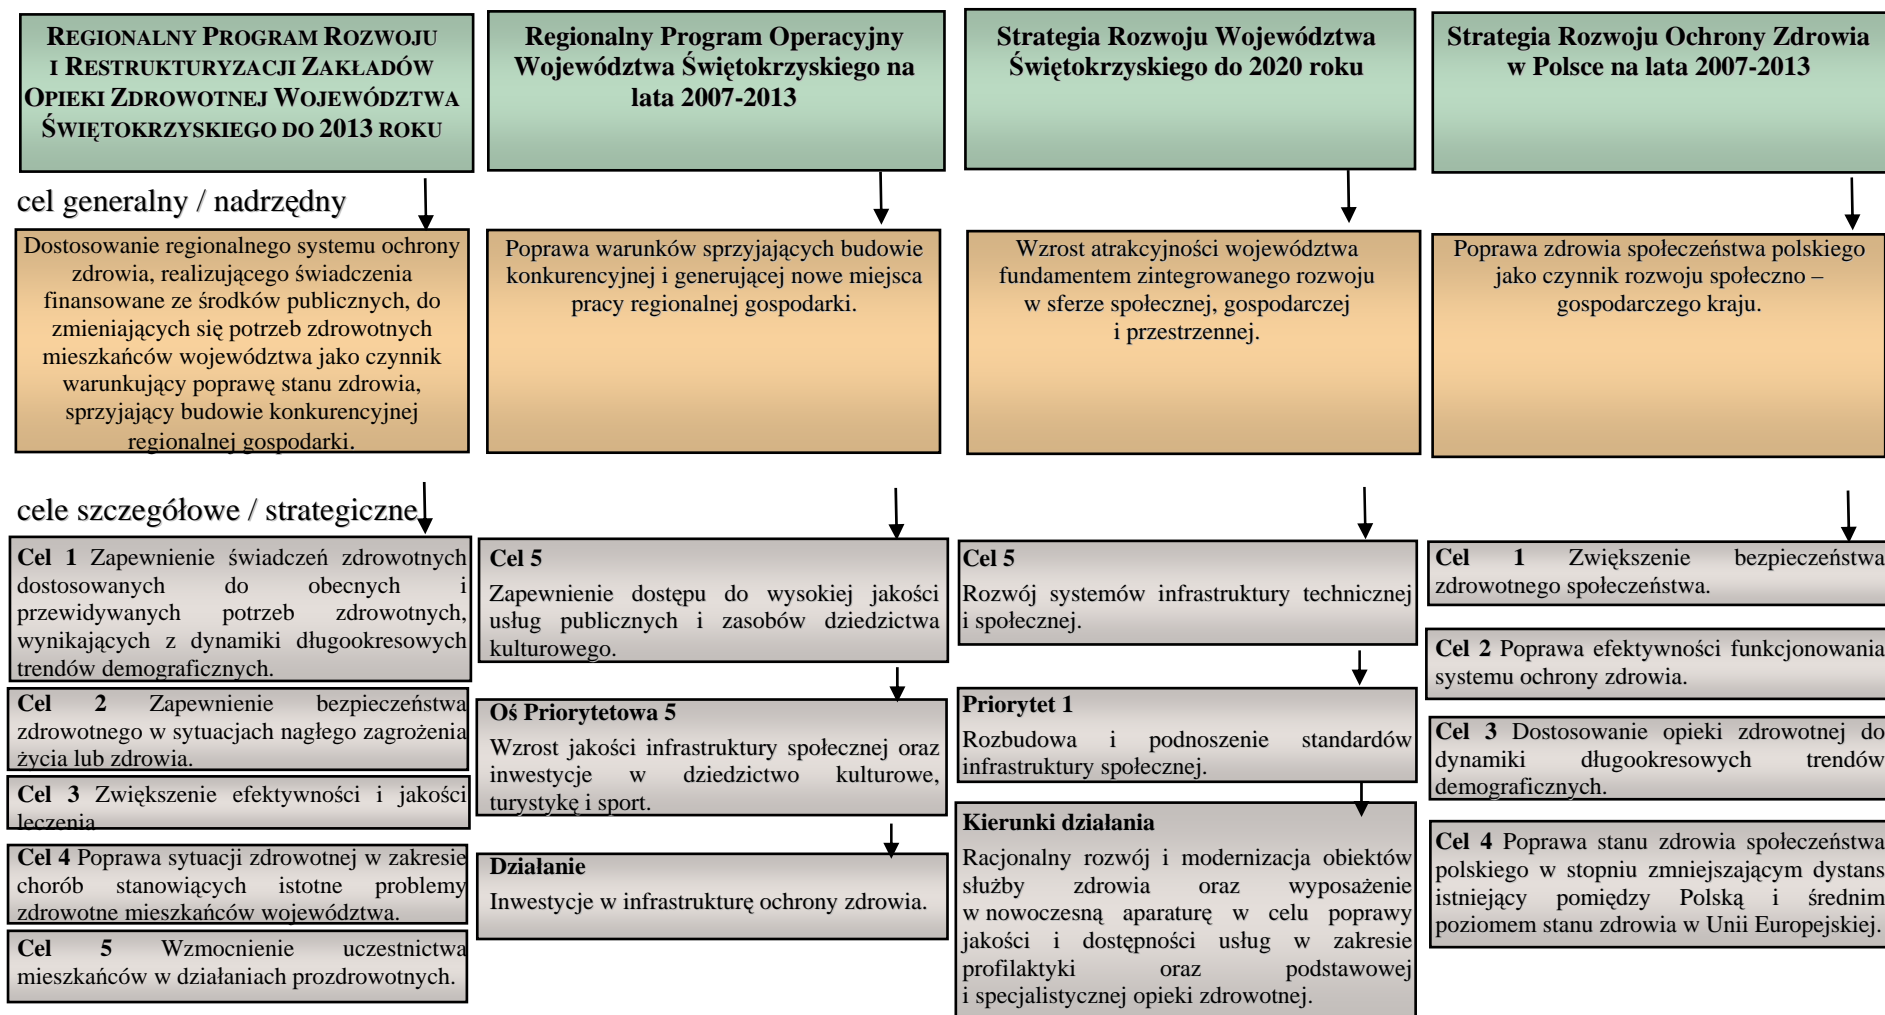 REGIONALNY PROGRAM ROZWOJU
I RESTRUKTURYZACJI ZAKŁADÓW
OPIEKI ZDROWOTNEJ WOJEWÓDZTWA
ŚWIĘTOKRZYSKIEGO DO 2013 ROKU
Regionalny Program Operacyjny
Województwa Świętokrzyskiego na
lata 2007-2013
Strategia Rozwoju Województwa
Świętokrzyskiego do 2020 roku
Strategia Rozwoju Ochrony Zdrowia
w Polsce na lata 2007-2013
cel generalny / nadrzędny
Dostosowanie regionalnego systemu ochrony
zdrowia, realizującego świadczenia
finansowane ze środków publicznych, do
zmieniających się potrzeb zdrowotnych
mieszkańców województwa jako czynnik
warunkujący poprawę stanu zdrowia,
sprzyjający budowie konkurencyjnej
regionalnej gospodarki.
Poprawa warunków sprzyjających budowie
konkurencyjnej i generującej nowe miejsca
pracy regionalnej gospodarki.
Wzrost atrakcyjności województwa
fundamentem zintegrowanego rozwoju
w sferze społecznej, gospodarczej
i przestrzennej.
Poprawa zdrowia społeczeństwa polskiego
jako czynnik rozwoju społeczno –
gospodarczego kraju.
cele szczegółowe / strategiczne
Cel 1 Zapewnienie świadczeń zdrowotnych
dostosowanych do obecnych i
przewidywanych potrzeb zdrowotnych,
wynikających z dynamiki długookresowych
trendów demograficznych.
Cel 2 Zapewnienie bezpieczeństwa
zdrowotnego w sytuacjach nagłego zagrożenia
życia lub zdrowia.
Cel 3 Zwiększenie efektywności i jakości
leczenia
Cel 4 Poprawa sytuacji zdrowotnej w zakresie
chorób stanowiących istotne problemy
zdrowotne mieszkańców województwa.
Cel 5 Wzmocnienie uczestnictwa
mieszkańców w działaniach prozdrowotnych.
Cel 5
Zapewnienie dostępu do wysokiej jakości
usług publicznych i zasobów dziedzictwa
kulturowego.
Oś Priorytetowa 5
Wzrost jakości infrastruktury społecznej oraz
inwestycje w dziedzictwo kulturowe,
turystykę i sport.
Działanie
Inwestycje w infrastrukturę ochrony zdrowia.
Cel 5
Rozwój systemów infrastruktury technicznej
i społecznej.
Priorytet 1
Rozbudowa i podnoszenie standardów
infrastruktury społecznej.
Kierunki działania
Racjonalny rozwój i modernizacja obiektów
służby zdrowia oraz wyposażenie
w nowoczesną aparaturę w celu poprawy
jakości i dostępności usług w zakresie
profilaktyki oraz podstawowej
i specjalistycznej opieki zdrowotnej.
Cel 1 Zwiększenie bezpieczeństwa
zdrowotnego społeczeństwa.
Cel 2 Poprawa efektywności funkcjonowania
systemu ochrony zdrowia.
Cel 3 Dostosowanie opieki zdrowotnej do
dynamiki długookresowych trendów
demograficznych.
Cel 4 Poprawa stanu zdrowia społeczeństwa
polskiego w stopniu zmniejszającym dystans
istniejący pomiędzy Polską i średnim
poziomem stanu zdrowia w Unii Europejskiej.